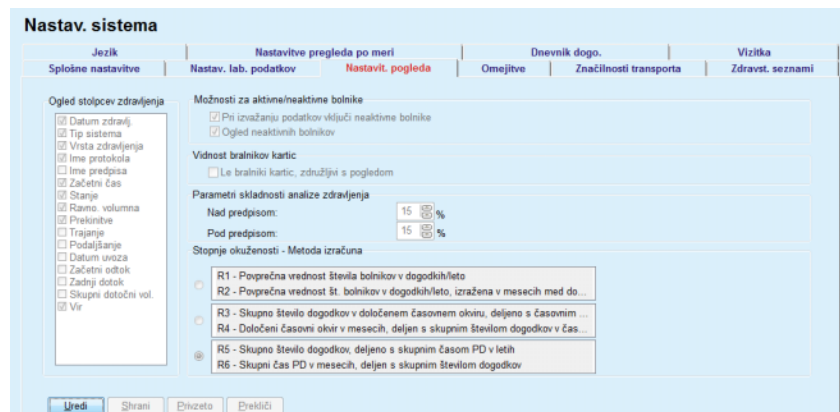 Nastav. sistema
Jezik
Nastavitve pregleda po meri
Dnevnik dogo.
Vizitka
Splošne nastavitve
Nastav. lab. podatkov
Nastavit. pogleda
Omejitve
Značilnosti transporta
Zdravst. seznami
Ogled stolpcev zdravljenja
Datum zdravlj.
Tip sistema
Vrsta zdravljenja
Ime protokola
Ime predpisa
Začetni čas
Stanje
Ravno. volumna
Prekinitve
Trajanje
Podaljšanje
Datum uvoza
Začetni odtok
Zadnji dotok
Skupni dotočni vol.
Vir
Možnosti za aktivne/neaktivne bolnike
Pri izvažanju podatkov vključi neaktivne bolnike
Ogled neaktivnih bolnikov
Vidnost bralnikov kartic
Le bralniki kartic, združljivi s pogledom
Parametri skladnosti analize zdravljenja
Nad predpisom: 15 %
Pod predpisom: 15 %
Stopnje okuženosti - Metoda izračuna
R1 - Povprečna vrednost števila bolnikov v dogodkih/leto
R2 - Povprečna vrednost št. bolnikov v dogodkih/leto, izražena v mesecih med do...
R3 - Skupno število dogodkov v določenem časovnem okviru, deljeno s časovnim ...
R4 - Določeni časovni okvir v mesecih, deljen s skupnim številom dogodkov v čas...
R5 - Skupno število dogodkov, deljeno s skupnim časom PD v letih
R6 - Skupni čas PD v mesecih, deljen s skupnim številom dogodkov
Uredi
Shrani
Privzeto
Prekliči